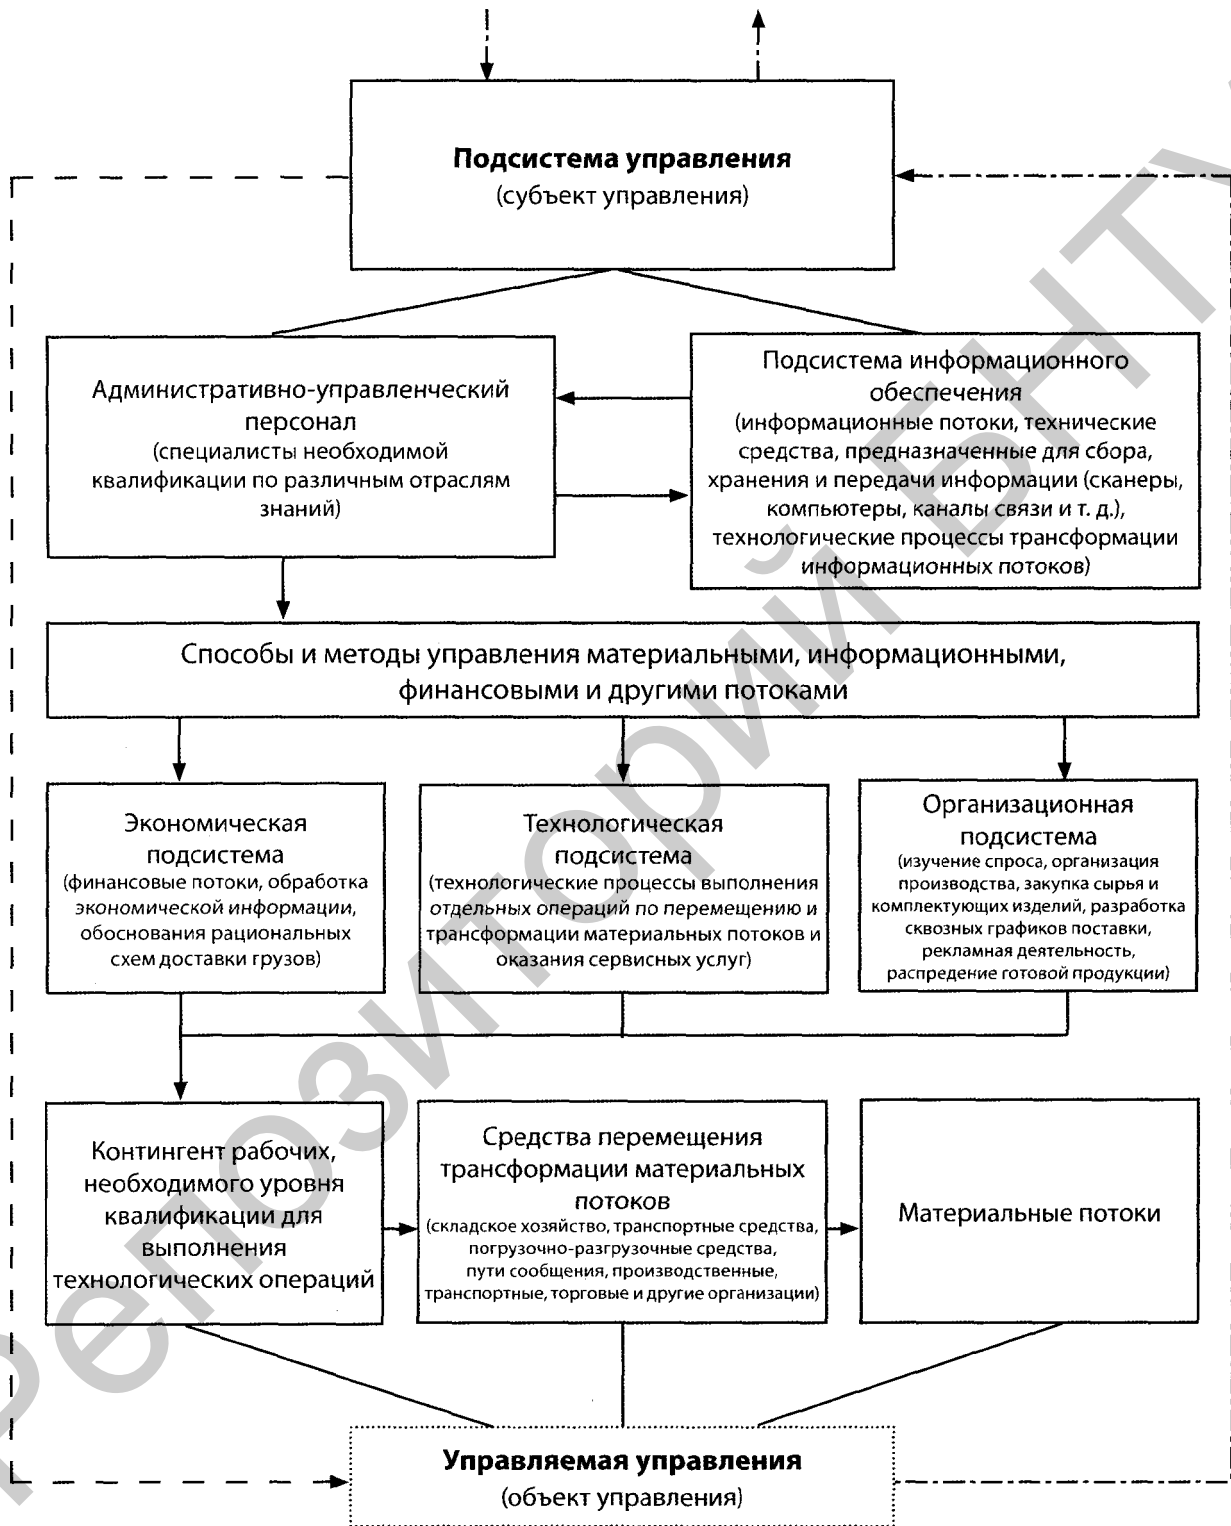 Подсистема управления
(субъект управления)
Административно-управленческий
персонал
(специалисты необходимой
квалификации по различным отраслям
знаний)
Подсистема информационного
обеспечения
(информационные потоки, технические
средства, предназначенные для сбора,
хранения и передачи информации (сканеры,
компьютеры, каналы связи и т. д.),
технологические процессы трансформации
информационных потоков)
Способы и методы управления материальными, информационными,
финансовыми и другими потоками
Экономическая
подсистема
(финансовые потоки, обработка
экономической информации,
обоснования рациональных
схем доставки грузов)
Технологическая
подсистема
(технологические процессы выполнения
отдельных операций по перемещению и
трансформации материальных потоков и
оказания сервисных услуг)
Организационная
подсистема
(изучение спроса, организация
производства, закупка сырья и
комплектующих изделий, разработка
сквозных графиков поставки,
рекламная деятельность,
распредение готовой продукции)
Контингент рабочих,
необходимого уровня
квалификации для
выполнения
технологических операций
Средства перемещения
трансформации материальных
потоков
(складское хозяйство, транспортные средства,
погрузочно-разгрузочные средства,
пути сообщения, производственные,
транспортные, торговые и другие организации)
Материальные потоки
Управляемая управления
(объект управления)
Репозиторий БНТУ